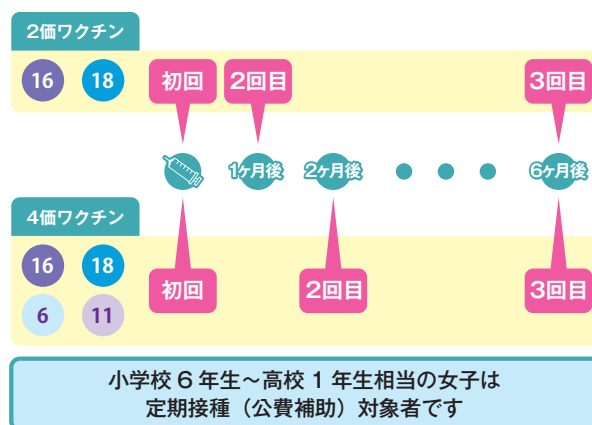 2価ワクチン
16 18 初回 2回目 3回目
1ヶ月後 2ヶ月後 6ヶ月後
4価ワクチン
16 18
初回 2回目 3回目
6 11
小学校 6 年生～高校 1 年生相当の女子は
定期接種（公費補助）対象者です